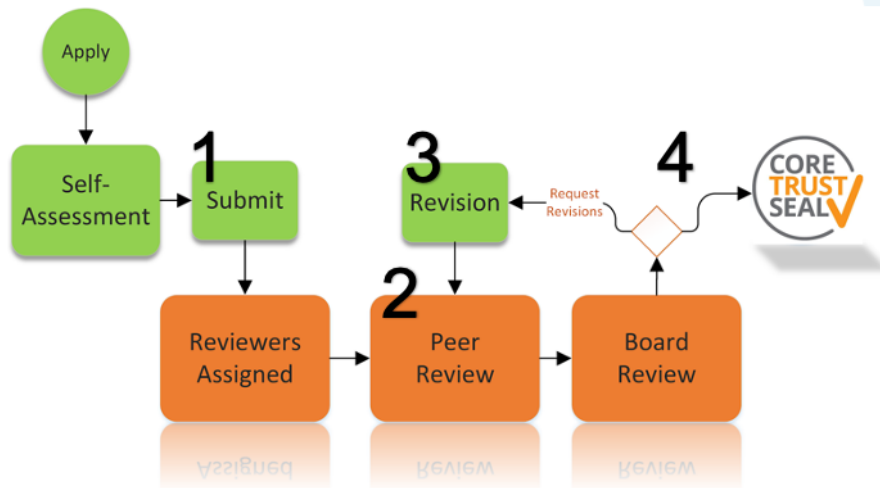 Apply
Self-
Assessment
1
Submit
3
Revision
Request
Revisions
4
CORE
TRUST
SEAL
Reviewers
Assigned
2
Peer
Review
Board
Review